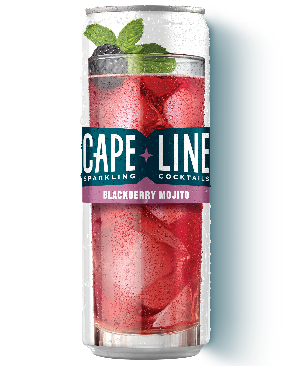 CAPE LINE
SPARKLING COCKTAILS
BLACKBERRY MOJITO